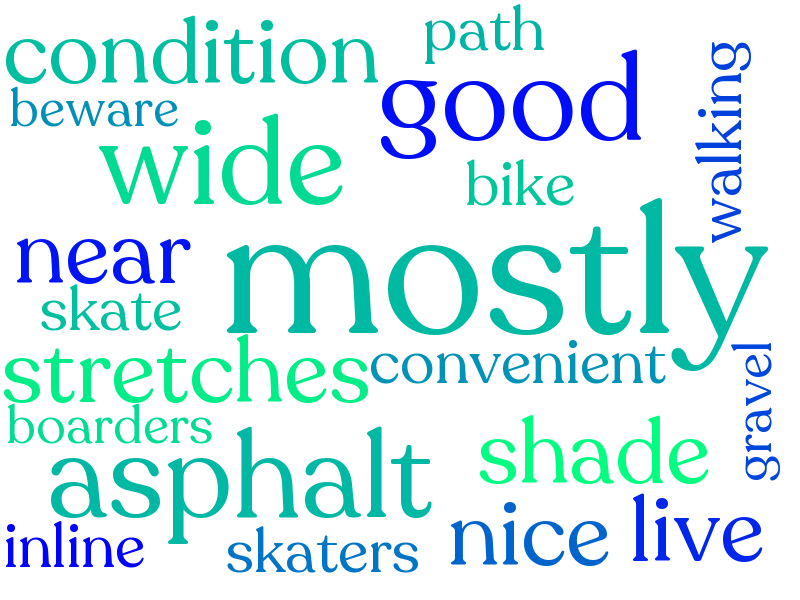 condition
path
good
walking
beware
wide
bike
near
mostly
skate
stretches
convenient
gravel
boarders
asphalt
shade
inline
skaters
nice
live